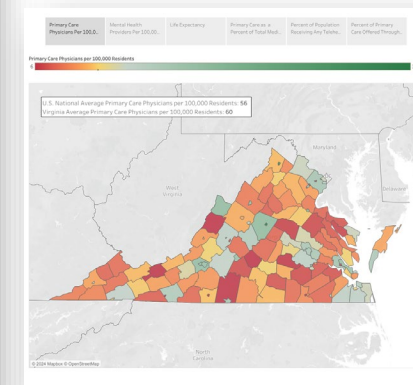 Primary Care
Physicians Per 100,0..
Mental Health
Providers Per 100,00..
Life Expectancy
Primary Care as a
Percent of Total Medi..
Percent of Population
Receiving Any Telehe..
Percent of Primary
Care Offered Through..
Primary Care Physicians per 100,000 Residents
U.S. National Average Primary Care Physicians per 100,000 Residents: 56
Virginia Average Primary Care Physicians per 100,000 Residents: 60
Maryland
West
Virginia
Delaware
North
Carolina
© 2024 Mapbox © OpenStreetMap